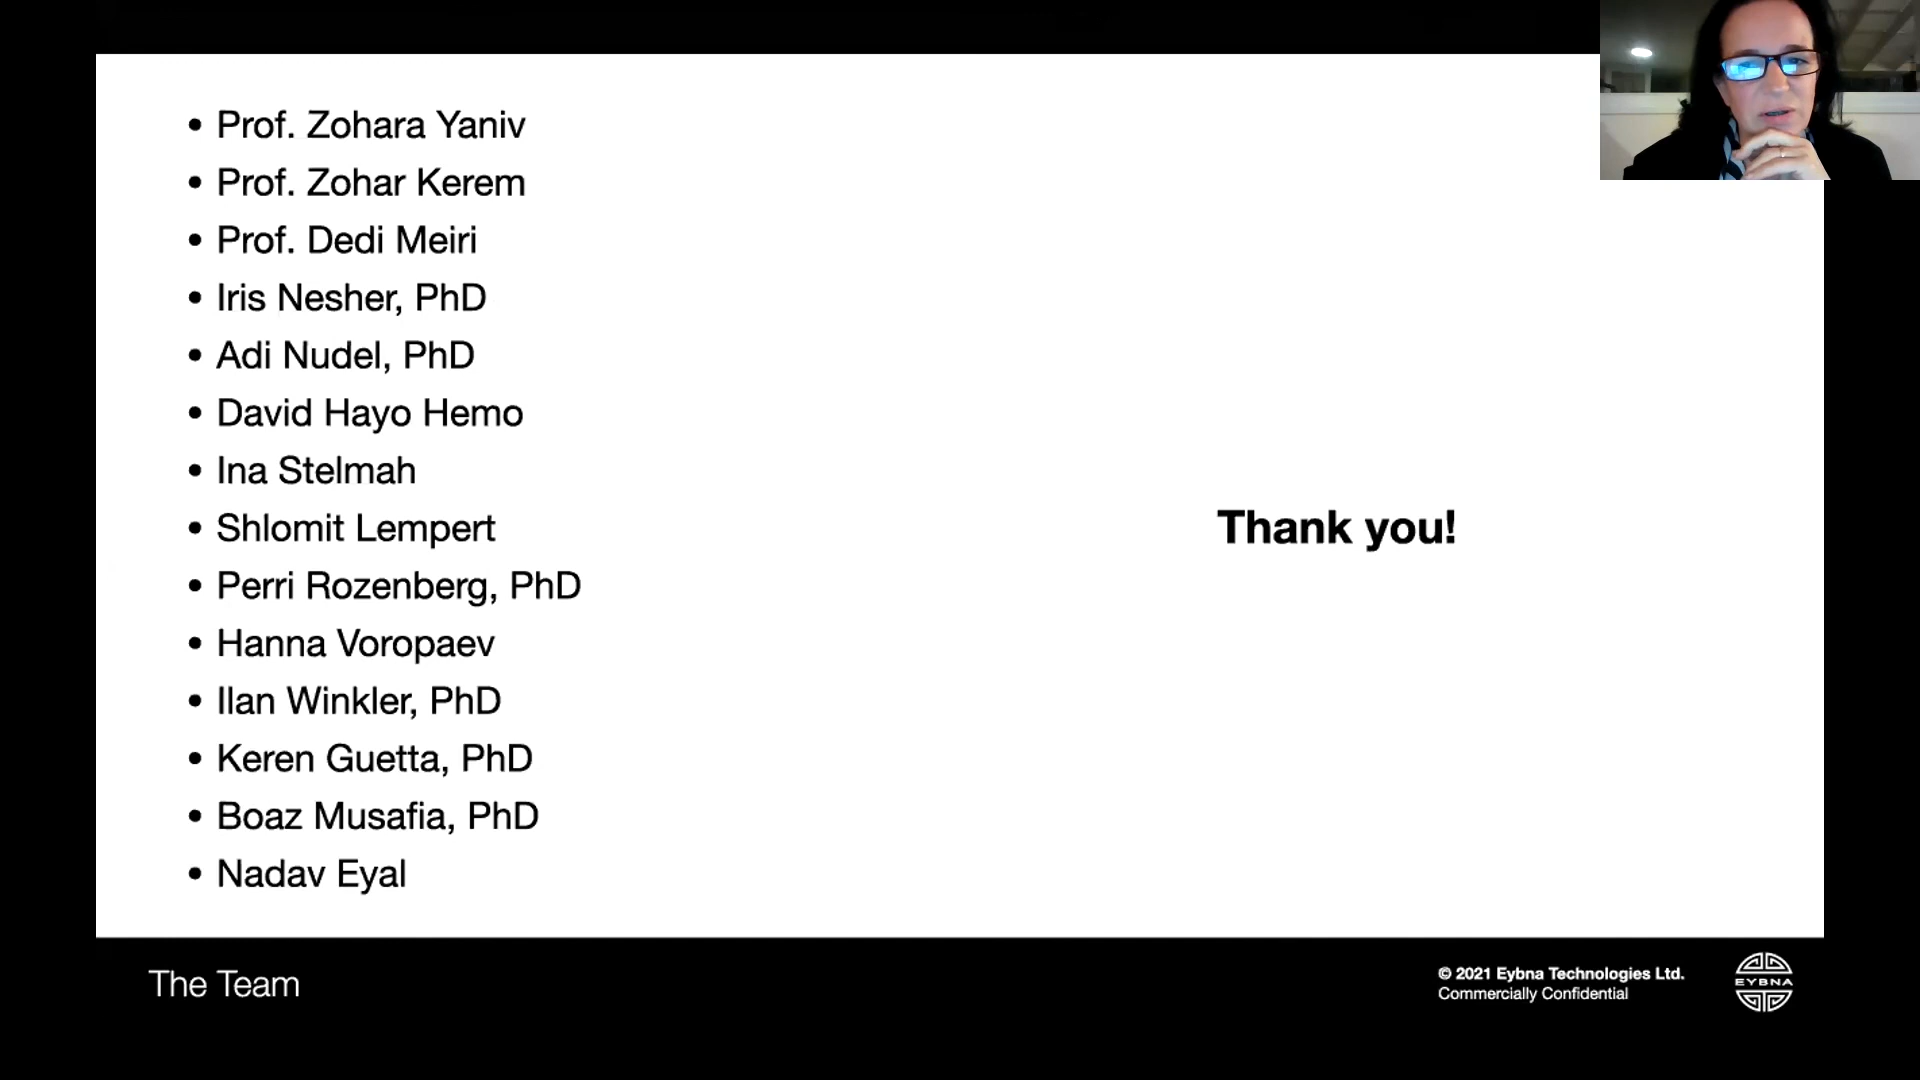 • Prof. Zohara Yaniv
• Prof. Zohar Kerem
• Prof. Dedi Meiri
• Iris Nesher, PhD
• Adi Nudel, PhD
• David Hayo Hemo
• Ina Stelmah
• Shlomit Lempert
• Perri Rozenberg, PhD
• Hanna Voropaev
• Ilan Winkler, PhD
• Keren Guetta, PhD
• Boaz Musafia, PhD
• Nadav Eyal
Thank you!
The Team
© 2021 Eybna Technologies Ltd.
Commercially Confidential
EYBNA